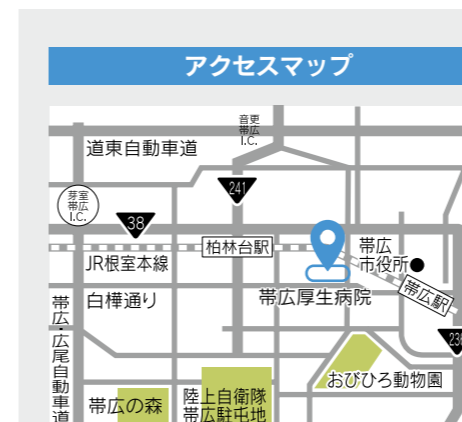 アクセスマップ
音更
帯広
I.C.
道東自動車道
芽室
帯広
I.C.
241
38
柏林台駅
JR根室本線
帯広
市役所
白樺通り
帯広厚生病院
帯広駅
帯広・広尾自動車道
おびひろ動物園
帯広の森
陸上自衛隊
帯広駐屯地